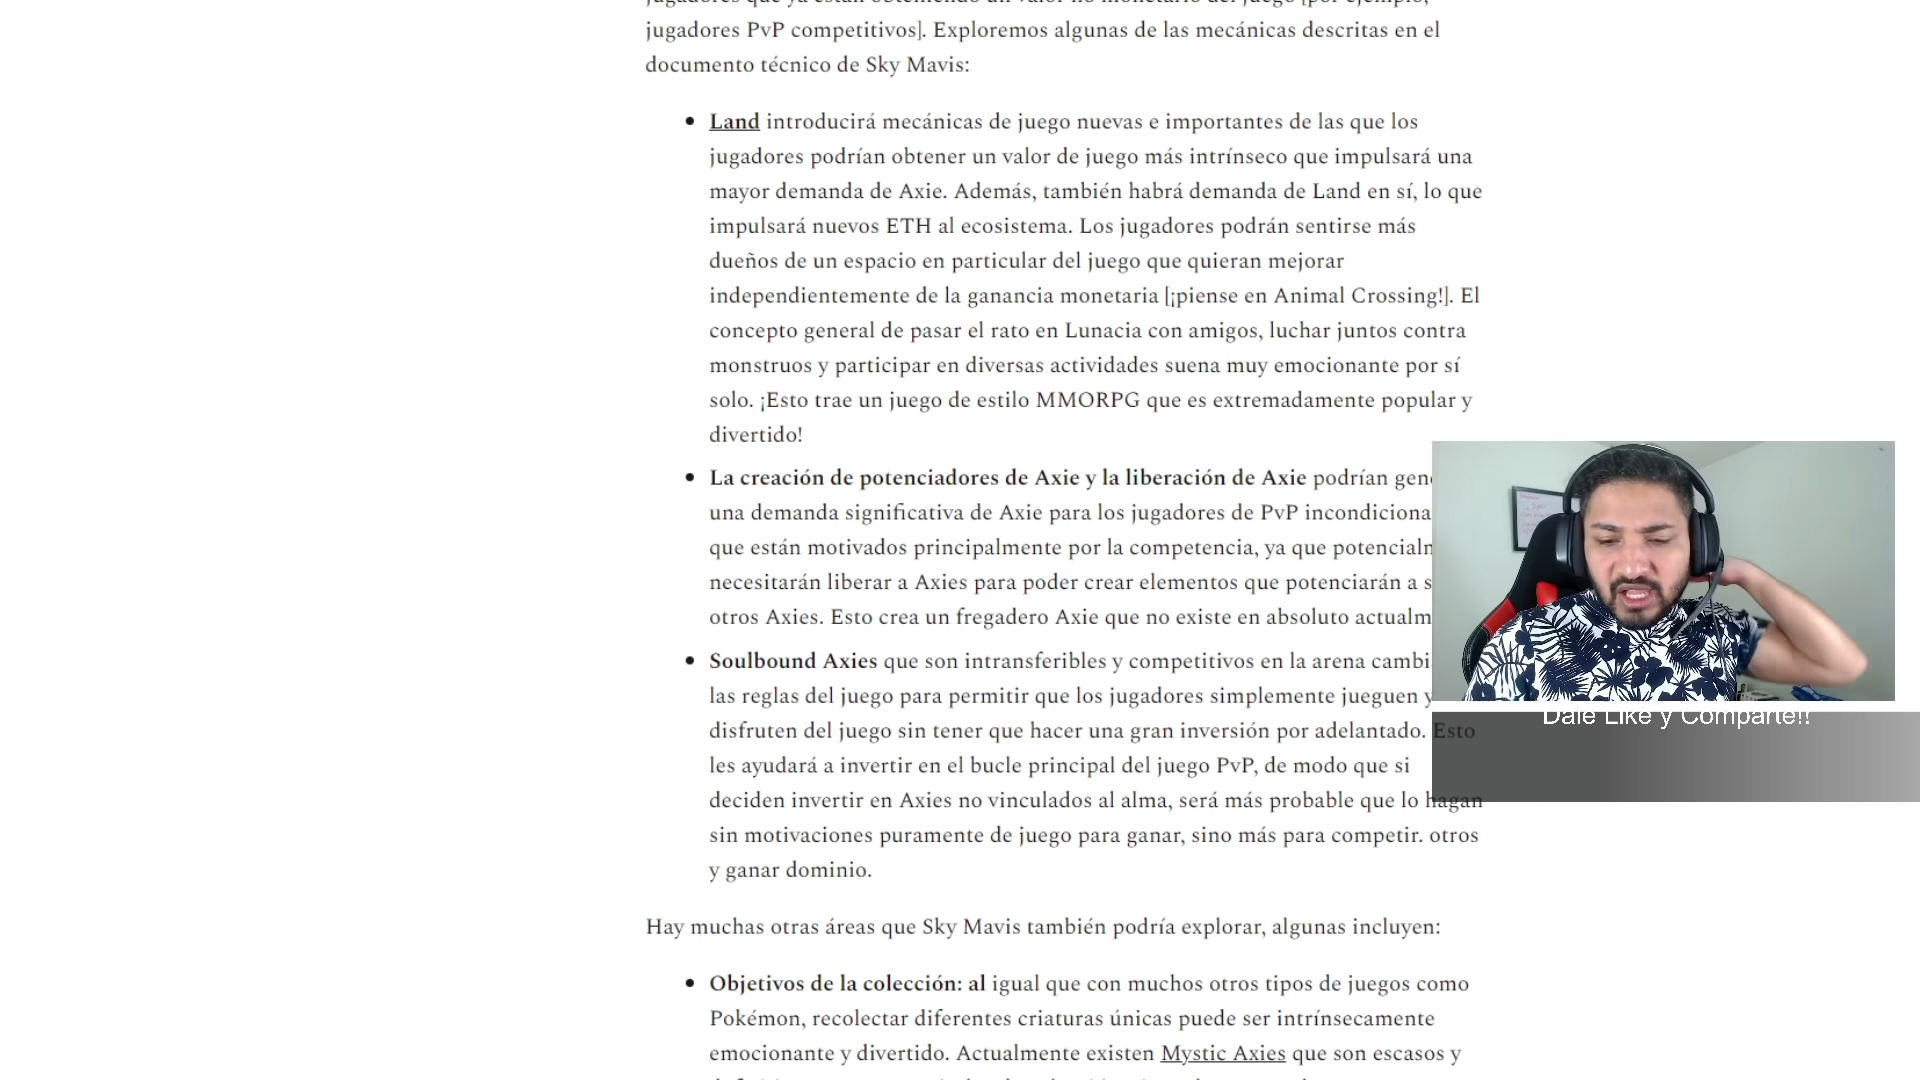 jugadores PvP competitivos]. Exploremos algunas de las mecánicas descritas en el
documento técnico de Sky Mavis:
Land introducirá mecánicas de juego nuevas e importantes de las que los
jugadores podrían obtener un valor de juego más intrínseco que impulsará una
mayor demanda de Axie. Además, también habrá demanda de Land en sí, lo que
impulsará nuevos ETH al ecosistema. Los jugadores podrán sentirse más
dueños de un espacio en particular del juego que quieran mejorar
independientemente de la ganancia monetaria [¡piense en Animal Crossing!]. El
concepto general de pasar el rato en Lunacia con amigos, luchar juntos contra
monstruos y participar en diversas actividades suena muy emocionante por sí
solo. ¡Esto trae un juego de estilo MMORPG que es extremadamente popular y
divertido!
La creación de potenciadores de Axie y la liberación de Axie podrían
una demanda significativa de Axie para los jugadores de PvP
que están motivados principalmente por la competencia, ya que
necesitarán liberar a Axies para poder crear elementos que potenciarán a
otros Axies. Esto crea un fregadero Axie que no existe en absoluto
Soulbound Axies que son intransferibles y competitivos en la arena
las reglas del juego para permitir que los jugadores simplemente jueguen y
disfruten del juego sin tener que hacer una gran inversión por adelantado. Esto
les ayudará a invertir en el bucle principal del juego PvP, de modo que si
deciden invertir en Axies no vinculados al alma, será más probable que lo hagan
sin motivaciones puramente de juego para ganar, sino más para competir. otros
y ganar dominio.
Dale Like y Comparte!!
Hay muchas otras áreas que Sky Mavis también podría explorar, algunas incluyen:
Objetivos de la colección: al igual que con muchos otros tipos de juegos como
Pokémon, recolectar diferentes criaturas únicas puede ser intrínsecamente
emocionante y divertido. Actualmente existen Mystic Axies que son escasos y